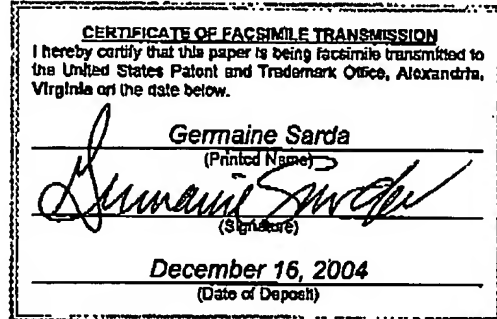 CERTIFICATE OF FACSIMILE TRANSMISSION
I hereby certify that this paper is being facsimile transmitted to
the United States Patent and Trademark Office, Alexandria,
Virginia on the date below.
Germaine Sarda
(Printed Name)
Germaine Sarda
(Signature)
December 16, 2004
(Date of Deposit)